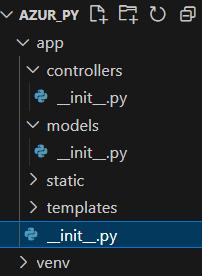 AZUR_PY
app
controllers
__init__.py
models
__init__.py
static
templates
__init__.py
venv